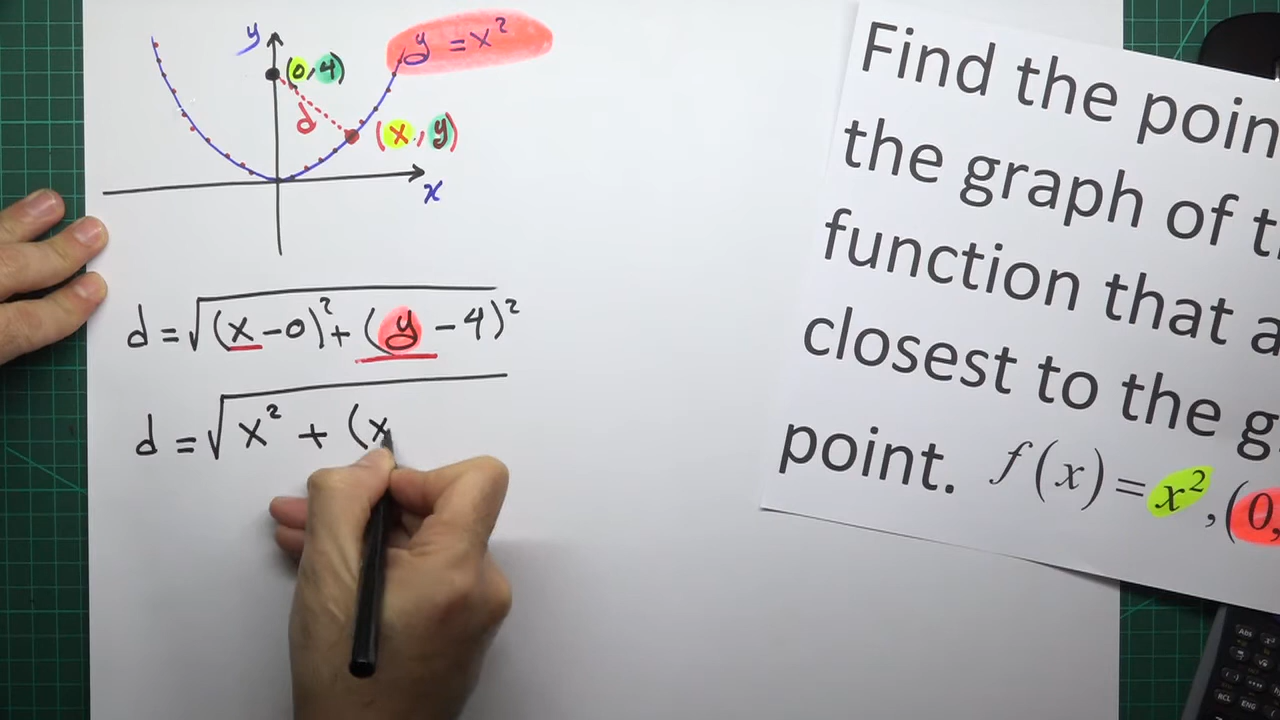 y
y = x²
(0,4)
d
(x,y)
x
d = √(x-0)² + (y-4)²
d = √x² + (x
Find the poin
the graph of t
function that a
closest to the g
point. f(x) = x², (0,